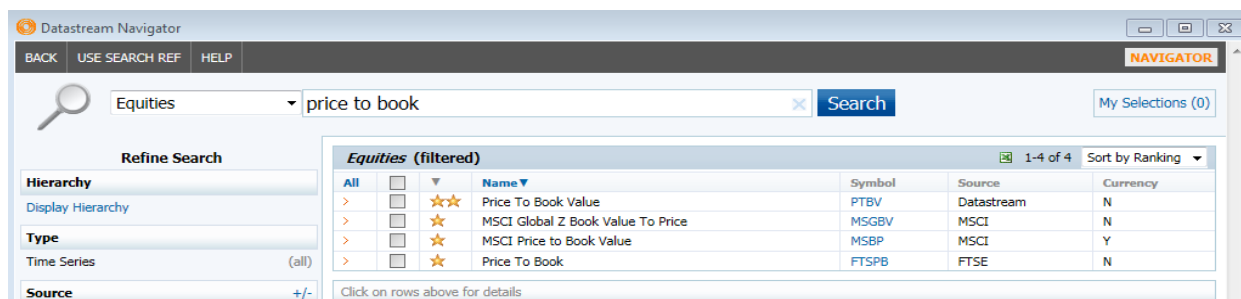 Datastream Navigator
BACK USE SEARCH REF HELP NAVIGATOR
Equities price to book Search My Selections (0)
Refine Search
Hierarchy
Display Hierarchy
Type
Time Series (all)
Source +/-
Equities (filtered) 1-4 of 4 Sort by Ranking
All Name Symbol Source Currency
Price To Book Value PTBV Datastream N
MSCI Global Z Book Value To Price MSGBV MSCI N
MSCI Price to Book Value MSBP MSCI Y
Price To Book FTSPB FTSE N
Click on rows above for details